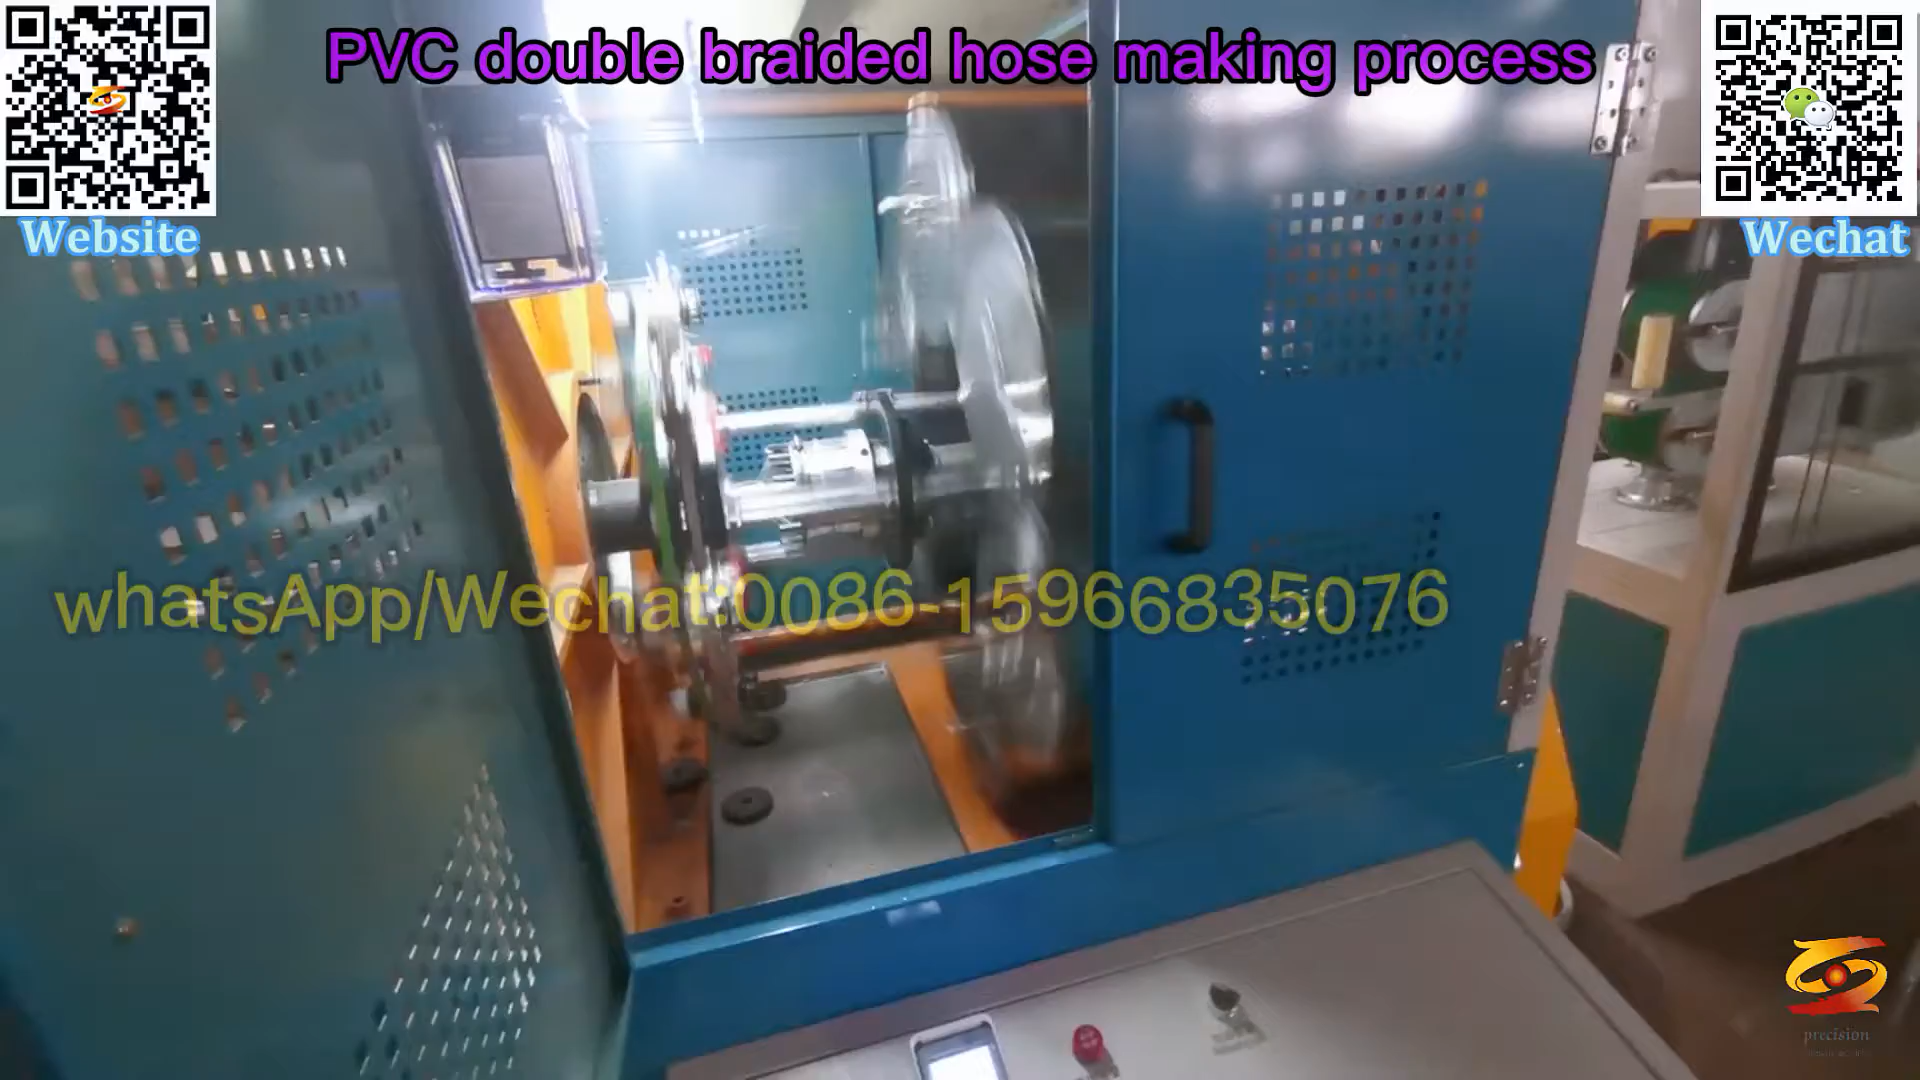 PVC double braided hose making process
Website
Wechat
whatsApp/Wechat:0086-15966835076
precision